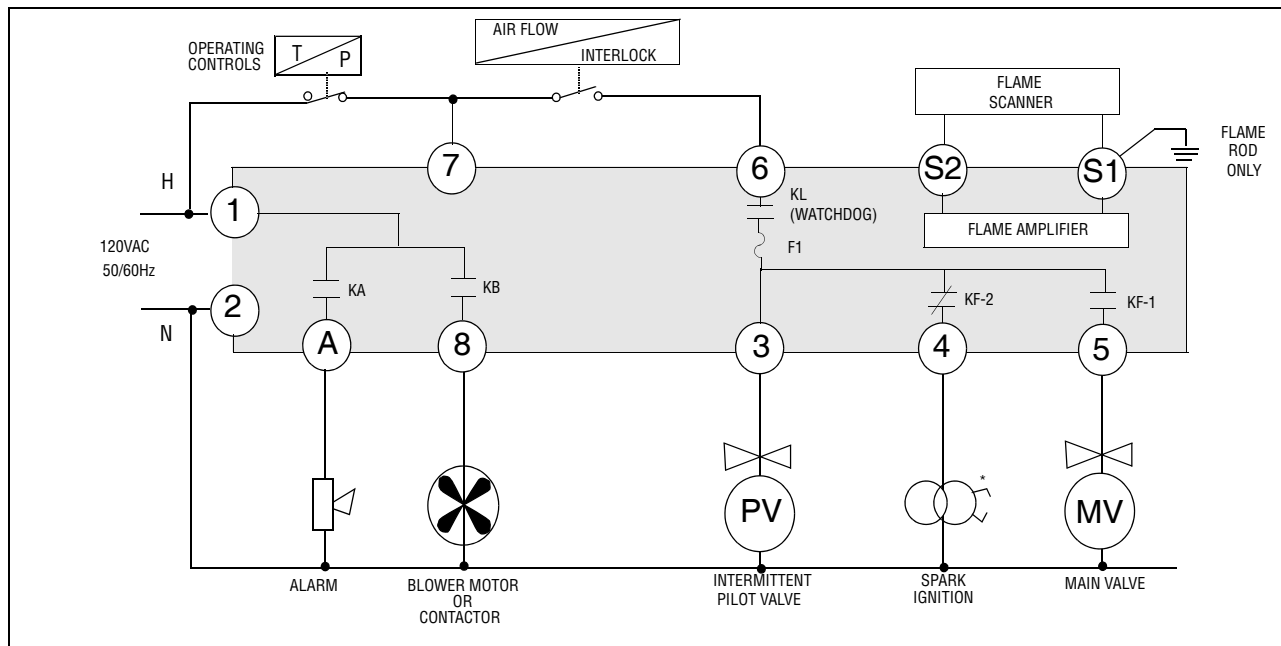 OPERATING
CONTROLS
T
P
AIR FLOW
INTERLOCK
FLAME
SCANNER
FLAME
ROD
ONLY
7
6
S2
S1
H
1
KL
(WATCHDOG)
FLAME AMPLIFIER
120VAC
50/60Hz
F1
2
KA
KB
KF-2
KF-1
N
A
8
3
4
5
*
PV
MV
ALARM
BLOWER MOTOR
OR
CONTACTOR
INTERMITTENT
PILOT VALVE
SPARK
IGNITION
MAIN VALVE